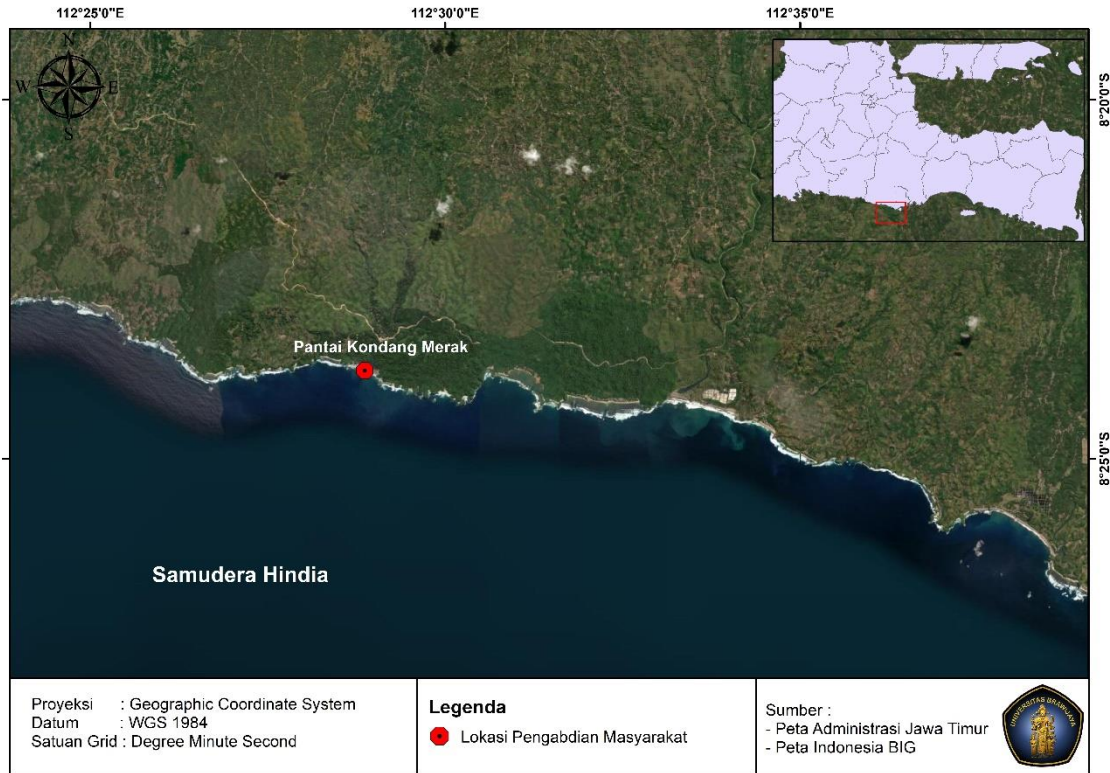 112°25'0"E 112°30'0"E 112°35'0"E
N
W E
S
8°20'0"S
Pantai Kondang Merak
8°25'0"S
Samudera Hindia
Proyeksi : Geographic Coordinate System
Datum : WGS 1984
Satuan Grid : Degree Minute Second
Legenda
Lokasi Pengabdian Masyarakat
Sumber :
- Peta Administrasi Jawa Timur
- Peta Indonesia BIG
UNIVERSITAS BRAWIJAYA